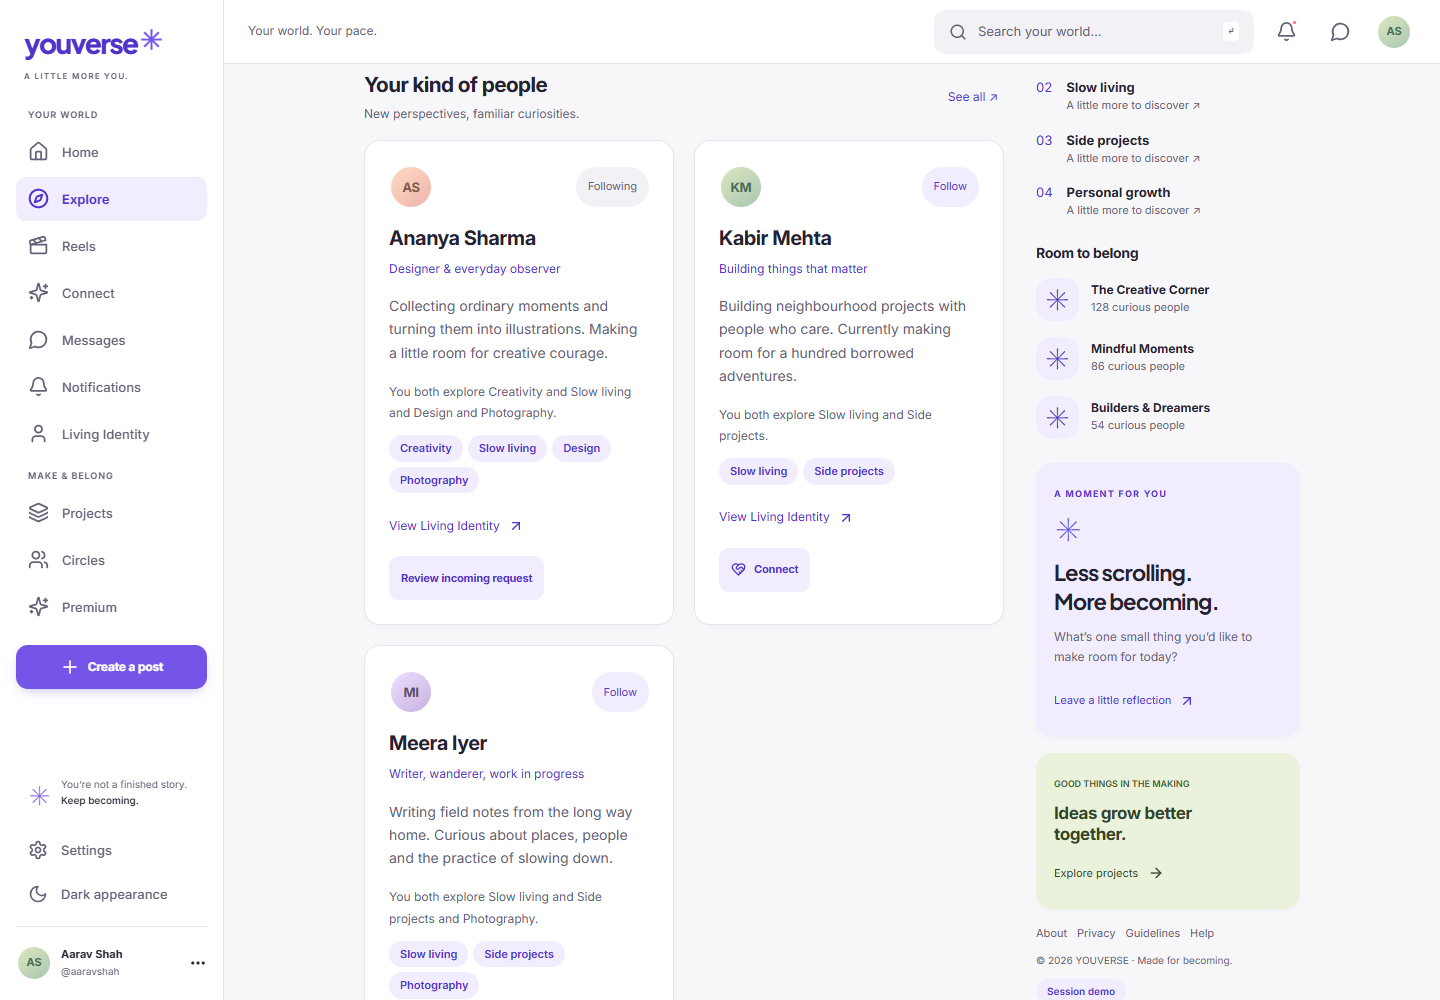 youverse
A LITTLE MORE YOU.
YOUR WORLD
Home
Explore
Reels
Connect
Messages
Notifications
Living Identity
MAKE & BELONG
Projects
Circles
Premium
Create a post
You're not a finished story.
Keep becoming.
Settings
Dark appearance
AS
Aarav Shah
@aaravshah
Your world. Your pace.
Search your world...
AS
Your kind of people
New perspectives, familiar curiosities.
See all
AS
Following
Ananya Sharma
Designer & everyday observer
Collecting ordinary moments and
turning them into illustrations. Making
a little room for creative courage.
You both explore Creativity and Slow living
and Design and Photography.
Creativity
Slow living
Design
Photography
View Living Identity
Review incoming request
KM
Follow
Kabir Mehta
Building things that matter
Building neighbourhood projects with
people who care. Currently making
room for a hundred borrowed
adventures.
You both explore Slow living and Side
projects.
Slow living
Side projects
View Living Identity
Connect
MI
Follow
Meera Iyer
Writer, wanderer, work in progress
Writing field notes from the long way
home. Curious about places, people
and the practice of slowing down.
You both explore Slow living and Side
projects and Photography.
Slow living
Side projects
Photography
02 Slow living
A little more to discover
03 Side projects
A little more to discover
04 Personal growth
A little more to discover
Room to belong
The Creative Corner
128 curious people
Mindful Moments
86 curious people
Builders & Dreamers
54 curious people
A MOMENT FOR YOU
Less scrolling.
More becoming.
What's one small thing you'd like to
make room for today?
Leave a little reflection
GOOD THINGS IN THE MAKING
Ideas grow better
together.
Explore projects
About Privacy Guidelines Help
© 2026 YOUVERSE · Made for becoming.
Session demo